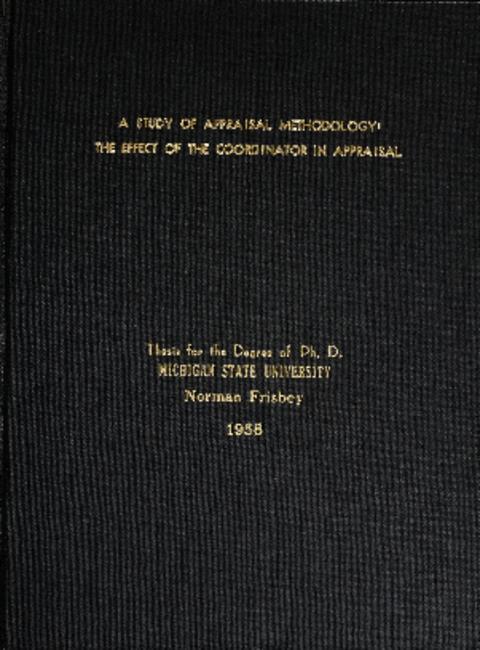 A STUDY OF APPRAISAL METHODOLOGY:
THE EFFECT OF THE COORDINATOR IN APPRAISAL
Thesis for the Degree of Ph. D.
MICHIGAN STATE UNIVERSITY
Norman Frisbey
1958